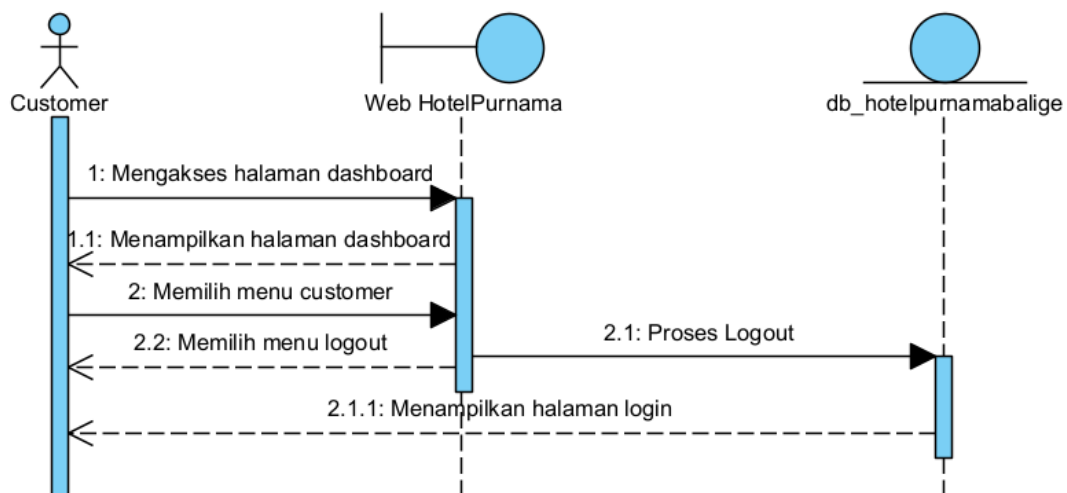 Customer
Web HotelPurnama
db_hotelpurnamabalige
1: Mengakses halaman dashboard
1.1: Menampilkan halaman dashboard
2: Memilih menu customer
2.1: Proses Logout
2.2: Memilih menu logout
2.1.1: Menampilkan halaman login